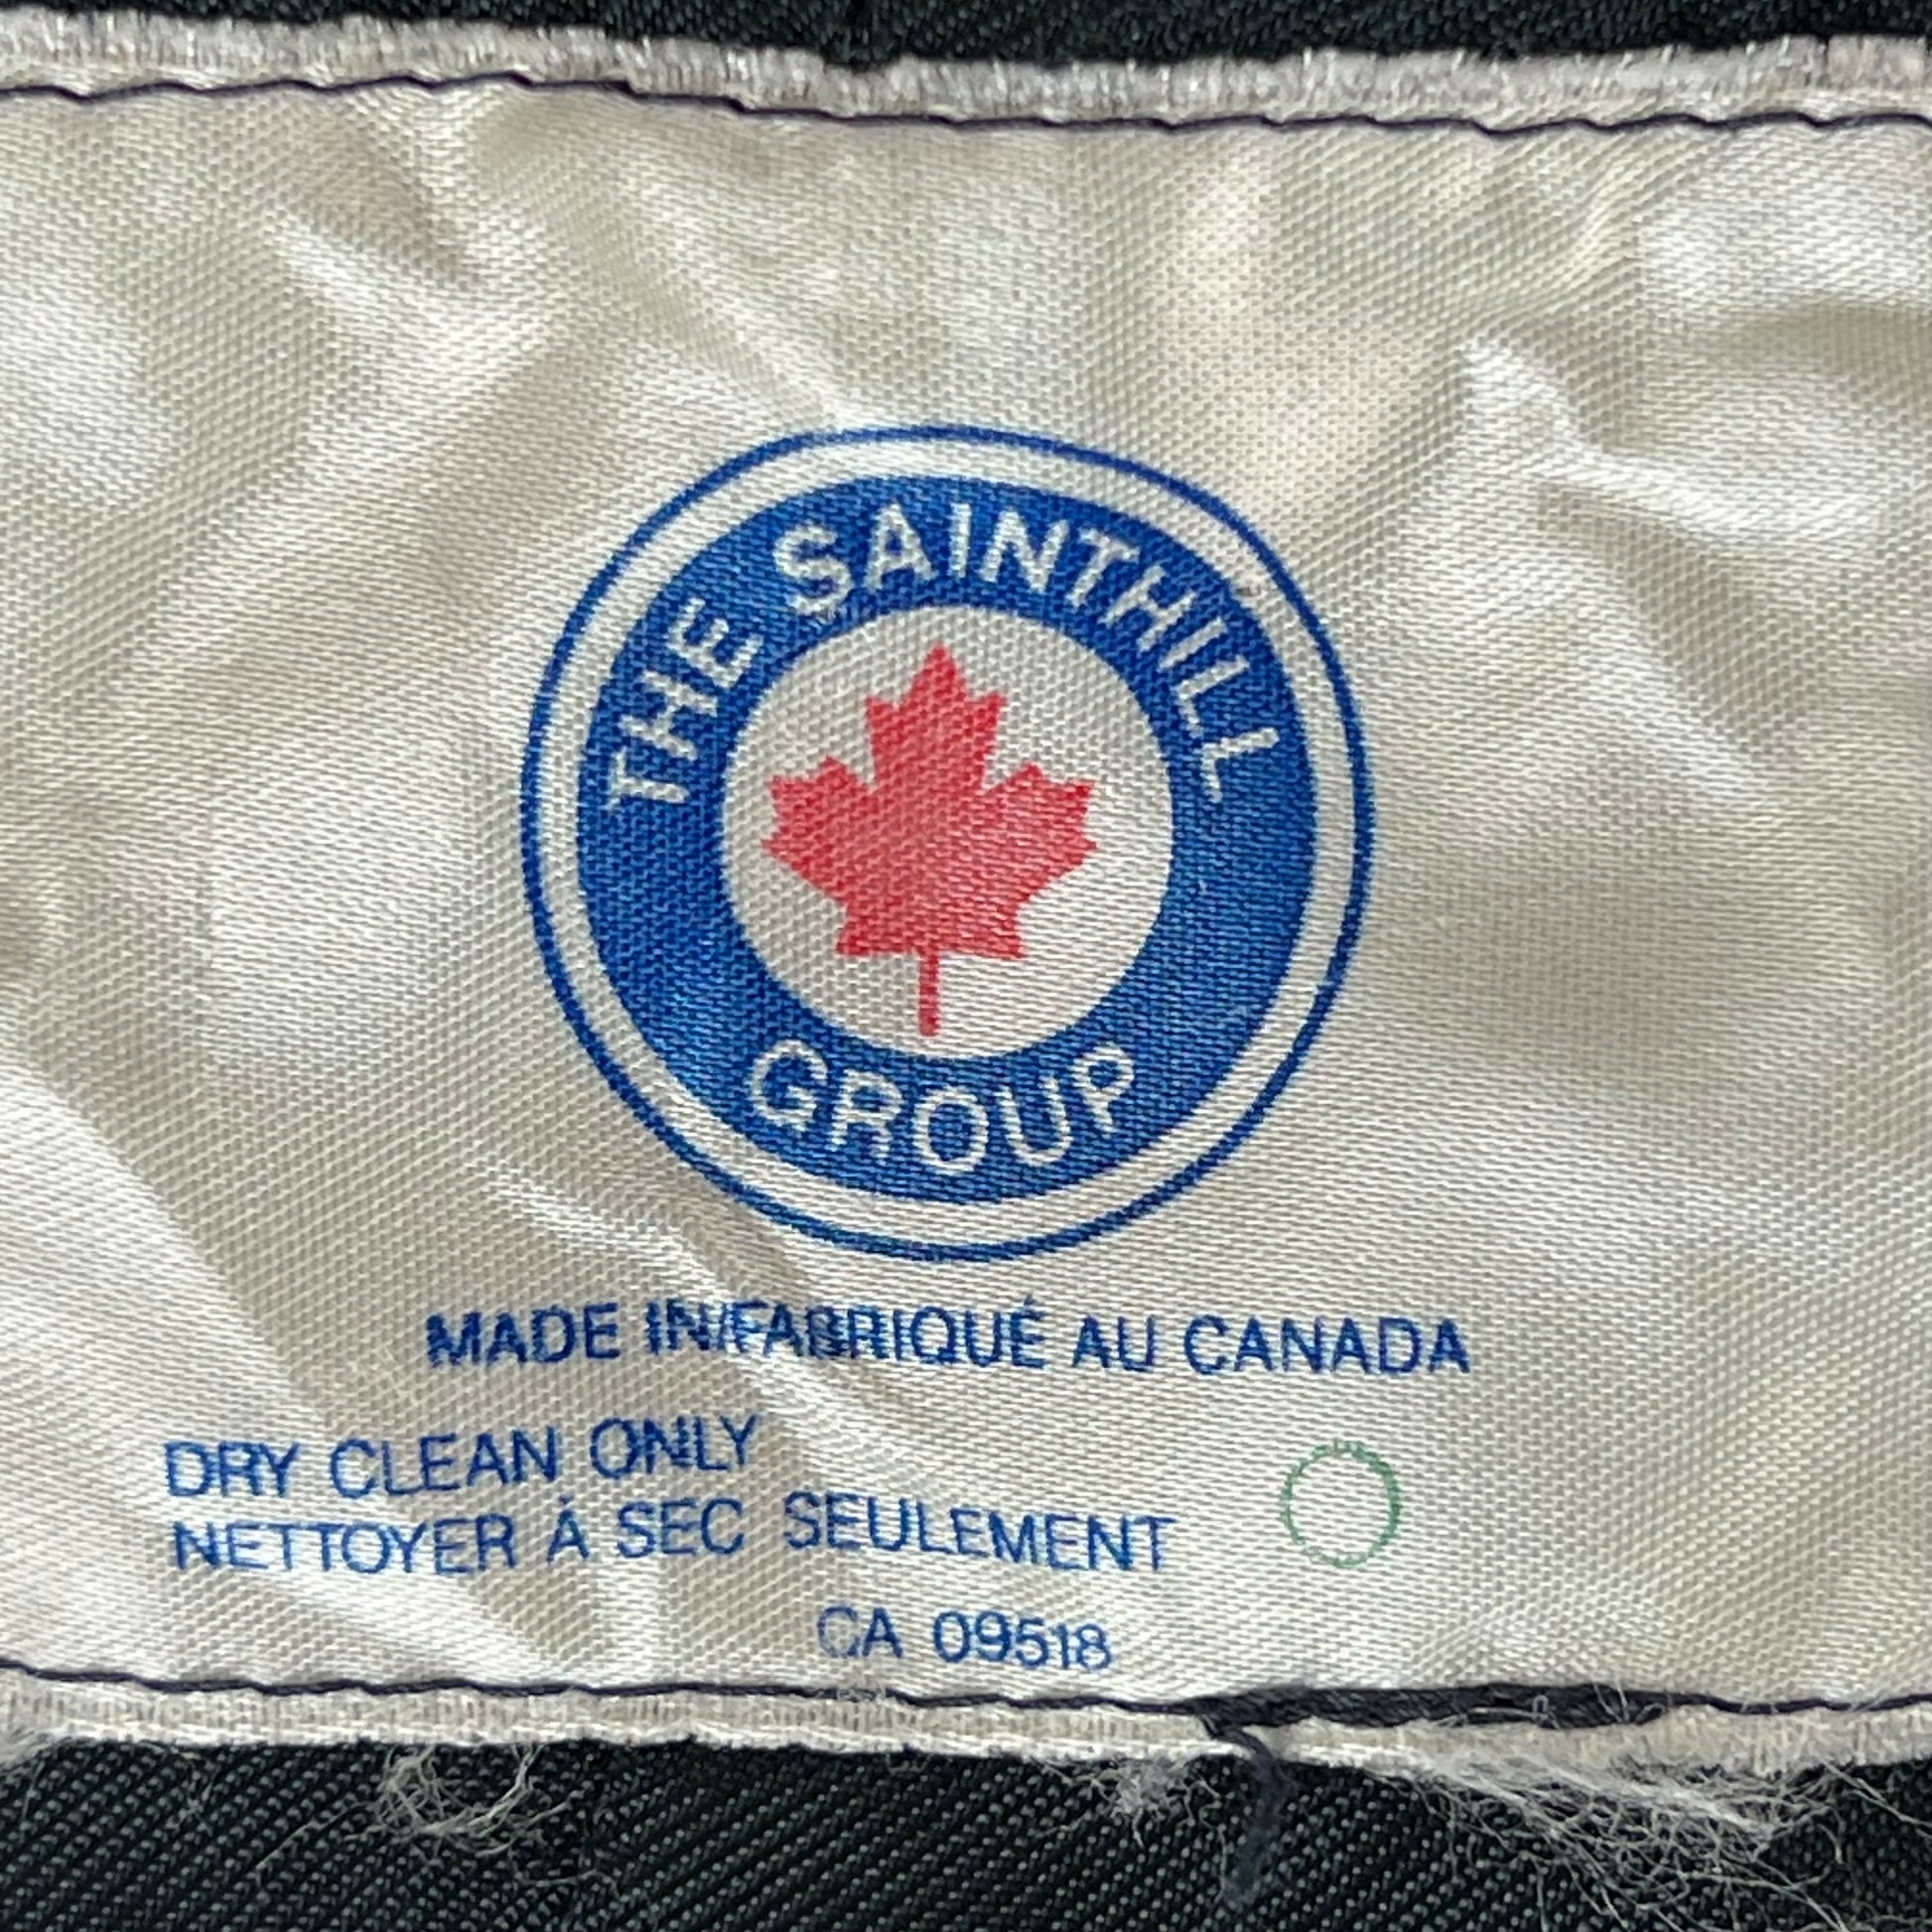 THE SAINTHILL
GROUP
MADE IN/FABRIQUÉ AU CANADA
DRY CLEAN ONLY
NETTOYER À SEC SEULEMENT
CA 09518